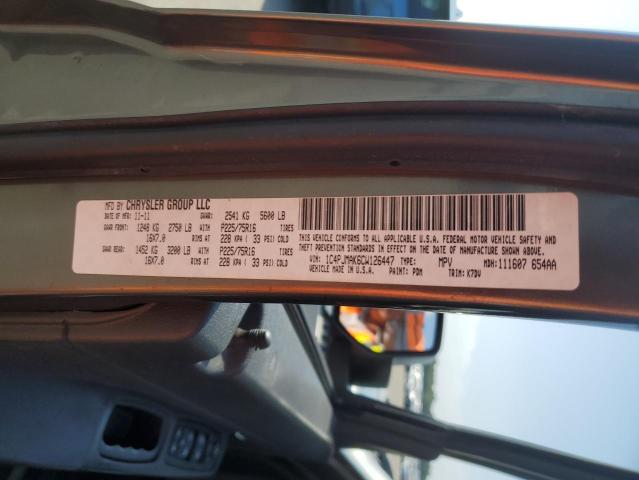 MFD BY CHRYSLER GROUP LLC
DATE OF MFR: 11-11 GVWR: 2541 KG 5600 LB
GAWR FRONT: 1248 KG 2750 LB WITH P225/75R16 TIRES
16X7.0 RIMS AT 228 KPA ( 33 PSI) COLD
GAWR REAR: 1452 KG 3200 LB WITH P225/75R16 TIRES
16X7.0 RIMS AT 228 KPA ( 33 PSI) COLD
THIS VEHICLE CONFORMS TO ALL APPLICABLE U.S.A. FEDERAL MOTOR VEHICLE SAFETY, BUMPER AND
THEFT PREVENTION STANDARDS IN EFFECT ON THE DATE OF MANUFACTURE SHOWN ABOVE.
VIN: 1C4PJMAK6CW126447 TYPE: MPV MDH: 111607 654AA
VEHICLE MADE IN U.S.A. PAINT: PDM TRIM: K7DV